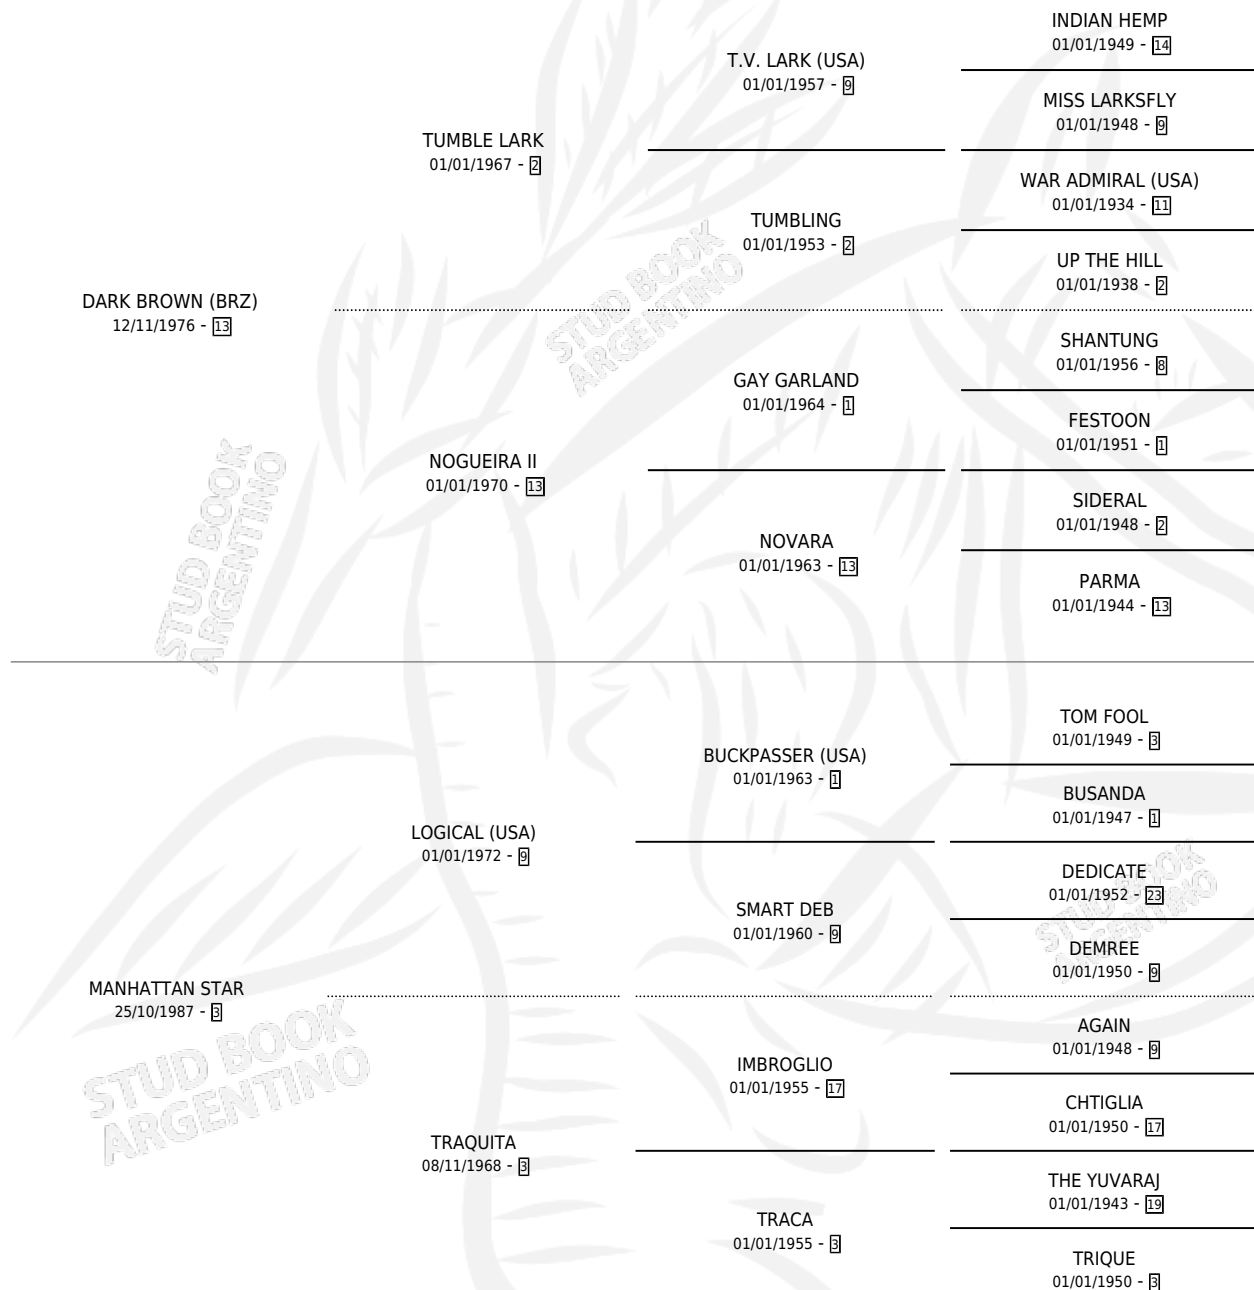 INDIAN HEMP
01/01/1949 - 14
T.V. LARK (USA)
01/01/1957 - 9
MISS LARKSFLY
01/01/1948 - 9
TUMBLE LARK
01/01/1967 - 2
WAR ADMIRAL (USA)
01/01/1934 - 11
TUMBLING
01/01/1953 - 2
UP THE HILL
01/01/1938 - 2
DARK BROWN (BRZ)
12/11/1976 - 13
SHANTUNG
01/01/1956 - 8
GAY GARLAND
01/01/1964 - 1
FESTOON
01/01/1951 - 1
NOGUEIRA II
01/01/1970 - 13
SIDERAL
01/01/1948 - 2
NOVARA
01/01/1963 - 13
PARMA
01/01/1944 - 13
STUD BOOK
ARGENTINO
STUD BOOK
ARGENTINO
TOM FOOL
01/01/1949 - 3
BUCKPASSER (USA)
01/01/1963 - 1
BUSANDA
01/01/1947 - 1
LOGICAL (USA)
01/01/1972 - 9
DEDICATE
01/01/1952 - 23
SMART DEB
01/01/1960 - 9
DEMREE
01/01/1950 - 9
STUD BOOK
ARGENTINO
MANHATTAN STAR
25/10/1987 - 3
AGAIN
01/01/1948 - 9
IMBROGLIO
01/01/1955 - 17
CHTIGLIA
01/01/1950 - 17
STUD BOOK
ARGENTINO
TRAQUITA
08/11/1968 - 3
THE YUVARAJ
01/01/1943 - 19
TRACA
01/01/1955 - 3
TRIQUE
01/01/1950 - 3